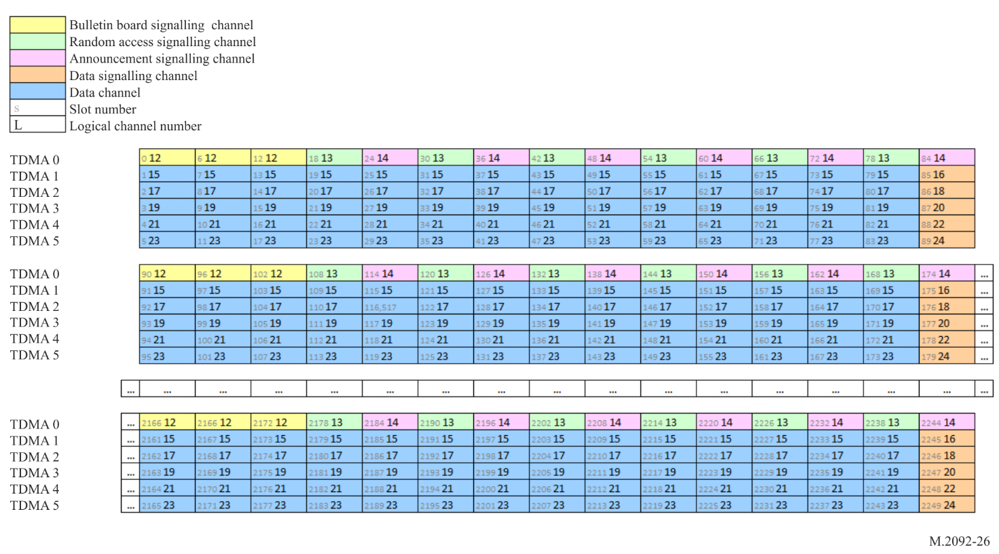 Bulletin board signalling channel
Random access signalling channel
Announcement signalling channel
Data signalling channel
Data channel
s Slot number
L Logical channel number
TDMA 0 0 12 6 12 12 12 18 13 24 14 30 13 36 14 42 13 48 14 54 13 60 14 66 13 72 14 78 13 84 14
TDMA 1 1 15 7 15 13 15 19 15 25 15 31 15 37 15 43 15 49 15 55 15 61 15 67 15 73 15 79 15 85 16
TDMA 2 2 17 8 17 14 17 20 17 26 17 32 17 38 17 44 17 50 17 56 17 62 17 68 17 74 17 80 17 86 18
TDMA 3 3 19 9 19 15 19 21 19 27 19 33 19 39 19 45 19 51 19 57 19 63 19 69 19 75 19 81 19 87 20
TDMA 4 4 21 10 21 16 21 22 21 28 21 34 21 40 21 46 21 52 21 58 21 64 21 70 21 76 21 82 21 88 22
TDMA 5 5 23 11 23 17 23 23 23 29 23 35 23 41 23 47 23 53 23 59 23 65 23 71 23 77 23 83 23 89 24
TDMA 0 90 12 96 12 102 12 108 13 114 14 120 13 126 14 132 13 138 14 144 13 150 14 156 13 162 14 168 13 174 14 ...
TDMA 1 91 15 97 15 103 15 109 15 115 15 121 15 127 15 133 15 139 15 145 15 151 15 157 15 163 15 169 15 175 16 ...
TDMA 2 92 17 98 17 104 17 110 17 116,517 122 17 128 17 134 17 140 17 146 17 152 17 158 17 164 17 170 17 176 18 ...
TDMA 3 93 19 99 19 105 19 111 19 117 19 123 19 129 19 135 19 141 19 147 19 153 19 159 19 165 19 171 19 177 20 ...
TDMA 4 94 21 100 21 106 21 112 21 118 21 124 21 130 21 136 21 142 21 148 21 154 21 160 21 166 21 172 21 178 22 ...
TDMA 5 95 23 101 23 107 23 113 23 119 23 125 23 131 23 137 23 143 23 149 23 155 23 161 23 167 23 173 23 179 24 ...
... ... ... ... ... ... ... ... ... ... ... ... ... ... ... ... ...
TDMA 0 ... 2166 12 2166 12 2172 12 2178 13 2184 14 2190 13 2196 14 2202 13 2208 14 2214 13 2220 14 2226 13 2232 14 2238 13 2244 14
TDMA 1 ... 2161 15 2167 15 2173 15 2179 15 2185 15 2191 15 2197 15 2203 15 2209 15 2215 15 2221 15 2227 15 2233 15 2239 15 2245 16
TDMA 2 ... 2162 17 2168 17 2174 17 2180 17 2186 17 2192 17 2198 17 2204 17 2210 17 2216 17 2222 17 2228 17 2234 17 2240 17 2246 18
TDMA 3 ... 2163 19 2169 19 2175 19 2181 19 2187 19 2193 19 2199 19 2205 19 2211 19 2217 19 2223 19 2229 19 2235 19 2241 19 2247 20
TDMA 4 ... 2164 21 2170 21 2176 21 2182 21 2188 21 2194 21 2200 21 2206 21 2212 21 2218 21 2224 21 2230 21 2236 21 2242 21 2248 22
TDMA 5 ... 2165 23 2171 23 2177 23 2183 23 2189 23 2195 23 2201 23 2207 23 2213 23 2219 23 2225 23 2231 23 2237 23 2243 23 2249 24
M.2092-26